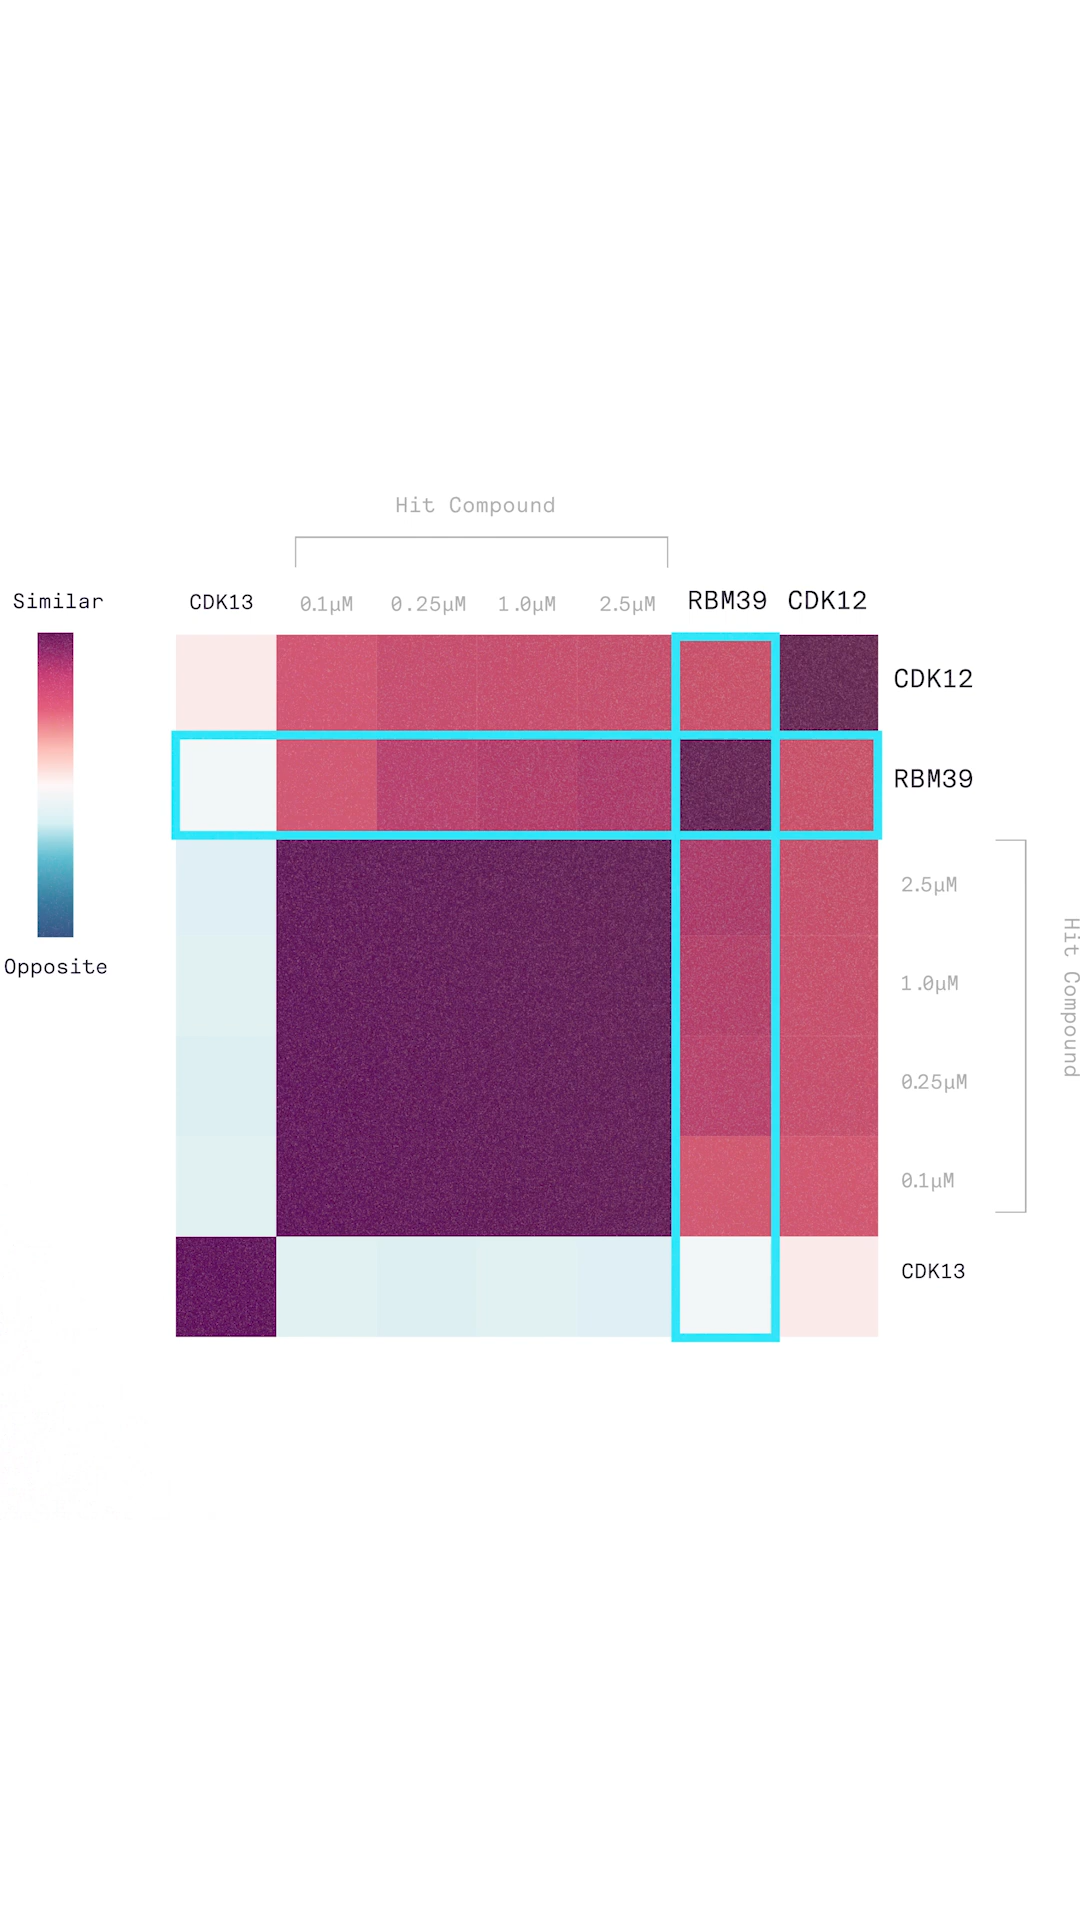 Hit Compound
Similar
CDK13 0.1µM 0.25µM 1.0µM 2.5µM RBM39 CDK12
CDK12
RBM39
2.5µM
1.0µM
0.25µM
0.1µM
Hit Compound
CDK13
Opposite